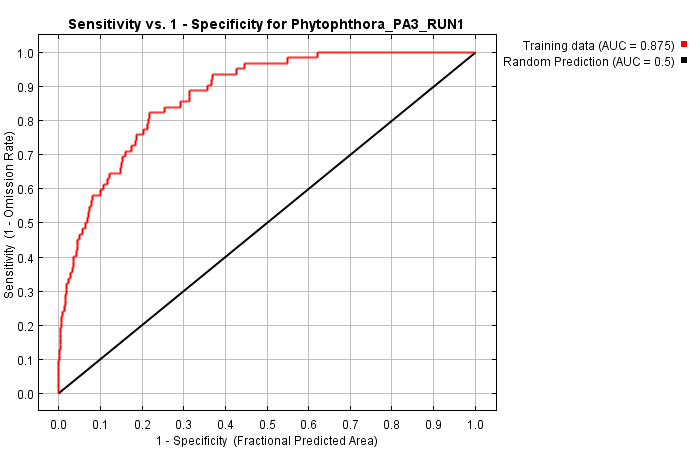 Sensitivity vs. 1 - Specificity for Phytophthora_PA3_RUN1
Training data (AUC = 0.875)
Random Prediction (AUC = 0.5)
Sensitivity (1 - Omission Rate)
1.0
0.9
0.8
0.7
0.6
0.5
0.4
0.3
0.2
0.1
0.0
0.0 0.1 0.2 0.3 0.4 0.5 0.6 0.7 0.8 0.9 1.0
1 - Specificity (Fractional Predicted Area)